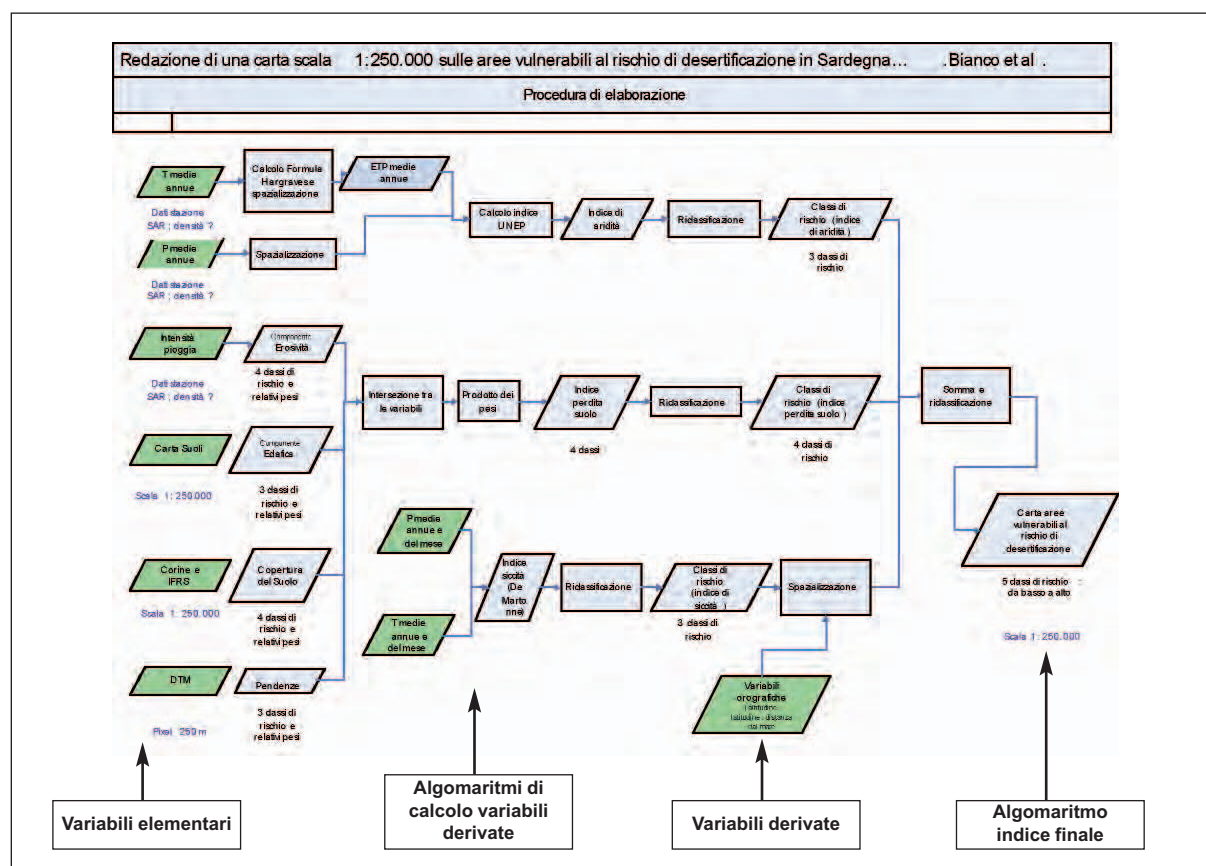 Redazione di una carta scala 1:250.000 sulle aree vulnerabili al rischio di desertificazione in Sardegna... .Bianco et al .
Procedura di elaborazione
T medie
annue
Dati stazione
SAR ; densità ?
Calcolo Formula
Hargravese
spazializzazione
ETP medie
annue
P medie
annue
Dati stazione
SAR ; densità ?
Spazializzazione
Calcolo indice
UNEP
Indice di
aridità
Riclassificazione
Classi di
rischio (indice
di aridità )
3 classi di
rischio
Intensità
pioggia
Dati stazione
SAR ; densità ?
Componente
Erosività
4 classi di
rischio e
relativi pesi
Intersezione tra
le variabili
Prodotto dei
pesi
Indice
perdita
suolo
4 classi
Riclassificazione
Classi di
rischio (indice
perdita suolo )
4 classi di
rischio
Somma e
riclassificazione
Carta Suoli
Scala 1: 250.000
Componente
Edafica
3 classi di
rischio e
relativi pesi
P medie
annue e
del mese
Corine e
IFRS
Scala 1: 250.000
Copertura
del Suolo
4 classi di
rischio e
relativi pesi
T medie
annue e
del mese
Indice
siccità
(De
Marto
nne)
Riclassificazione
Classi di
rischio
(indice di
siccità )
3 classi di
rischio
Spazializzazione
Carta aree
vulnerabili al
rischio di
desertificazione
5 classi di rischio :
da basso a alto
Scala 1: 250.000
DTM
Pixel 250 m
Pendenze
3 classi di
rischio e
relativi pesi
Variabili
orografiche
latitudine , distanza
dal mare
Variabili elementari
Algomaritmi di
calcolo variabili
derivate
Variabili derivate
Algomaritmo
indice finale